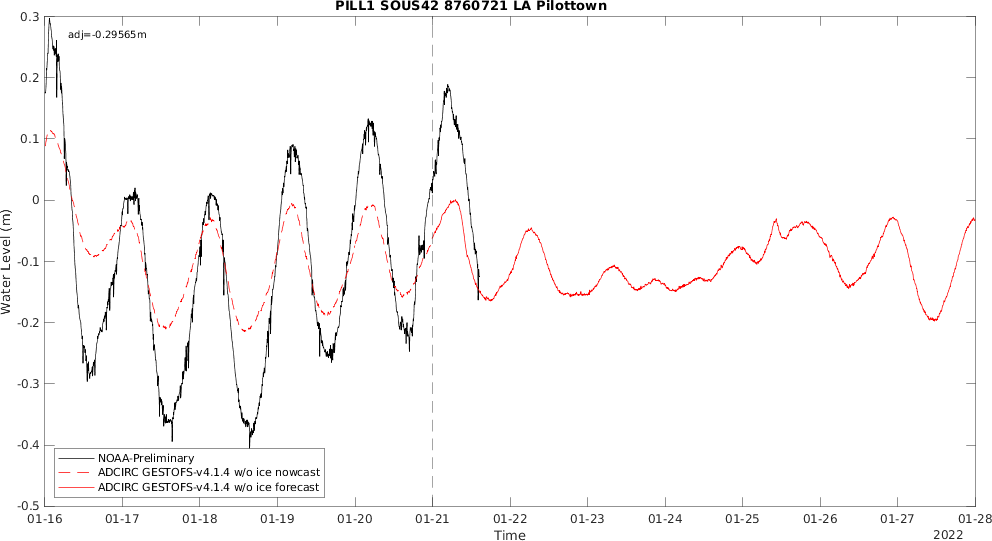 PILL1 SOUS42 8760721 LA Pilottown
adj=-0.29565m
0.3
0.2
0.1
0
-0.1
-0.2
-0.3
-0.4
-0.5
Water Level (m)
NOAA-Preliminary
ADCIRC GESTOFS-v4.1.4 w/o ice nowcast
ADCIRC GESTOFS-v4.1.4 w/o ice forecast
01-16 01-17 01-18 01-19 01-20 01-21 01-22 01-23 01-24 01-25 01-26 01-27 01-28
Time
2022